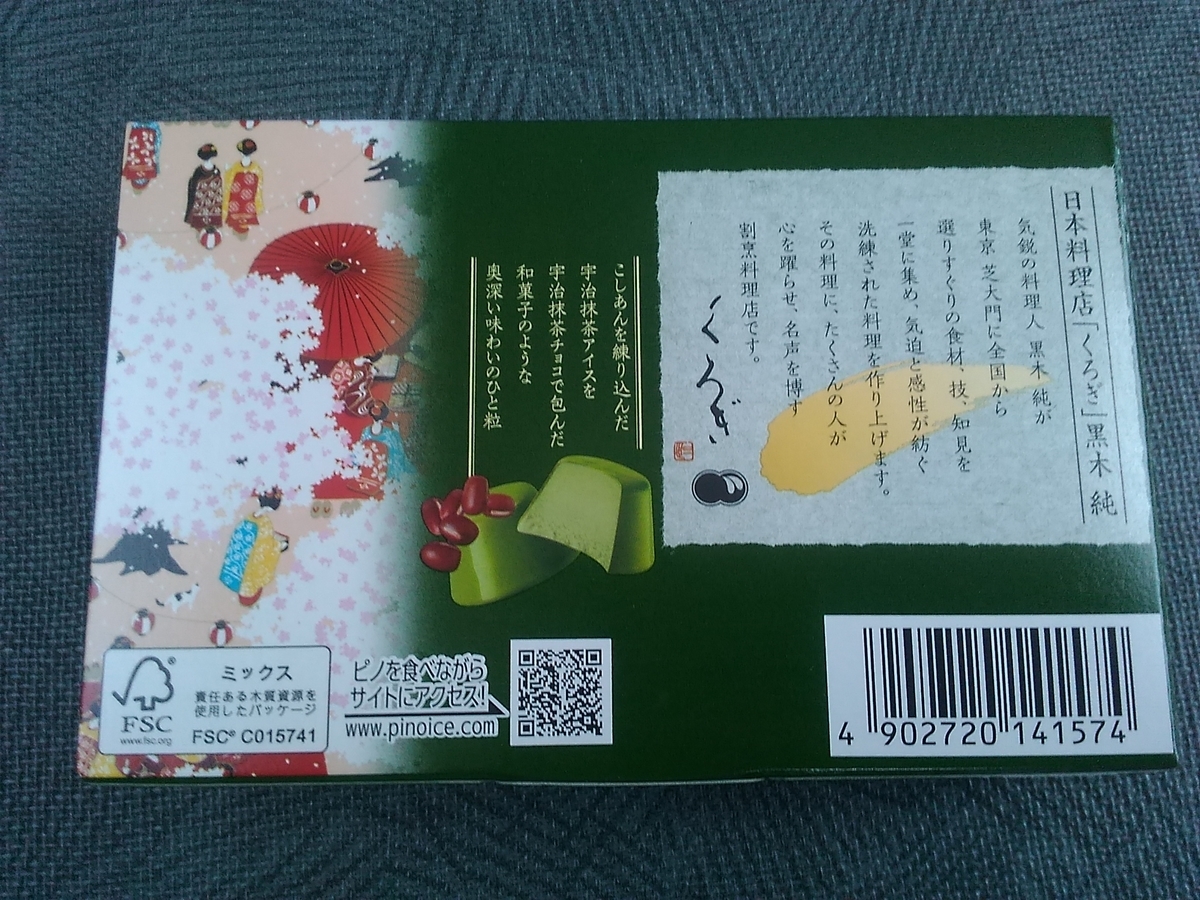 日本料理店「くろぎ」黒木 純
気鋭の料理人 黒木 純が
東京 芝大門に全国から
選りすぐりの食材、技、知見を
一堂に集め、気迫と感性が紡ぐ
洗練された料理を作り上げます。
その料理に、たくさんの人が
心を躍らせ、名声を博す
割烹料理店です。
くろぎ
こしあんを練り込んだ
宇治抹茶アイスを
宇治抹茶チョコで包んだ
和菓子のような
奥深い味わいのひと粒
FSC
www.fsc.org
ミックス
責任ある木質資源を
使用したパッケージ
FSC® C015741
ピノを食べながら
サイトにアクセス!
www.pinoice.com
4 902720 141574